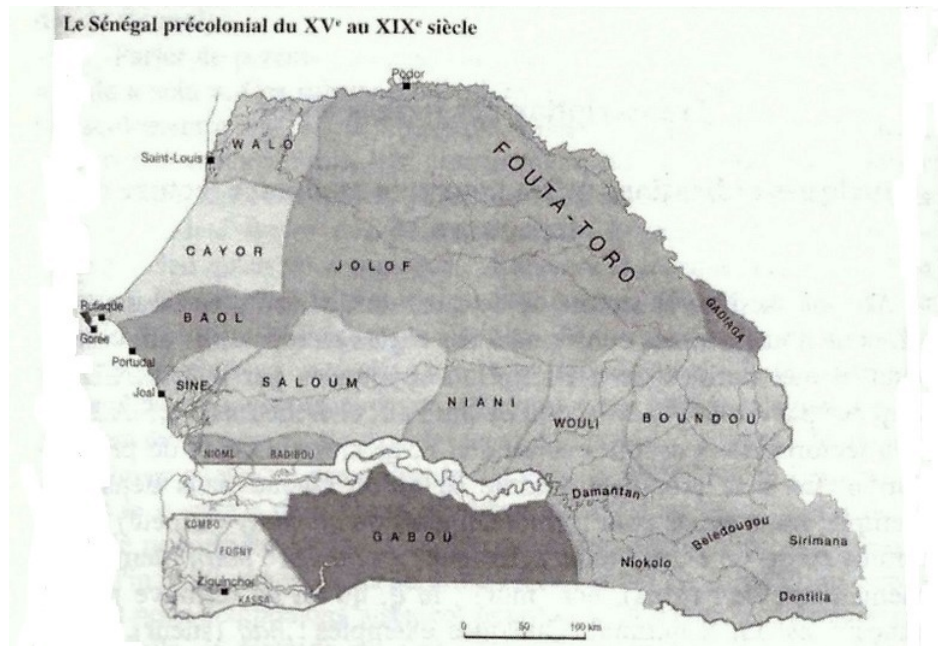 Le Sénégal précolonial du XVᵉ au XIXᵉ siècle
Podor
WALO
Saint-Louis
FOUTA-TORO
CAYOR
JOLOF
GADIAGA
Rufisque
BAOL
Gorée
Portudal
SINE
SALOUM
Joal
NIANI
WOULI
BOUNDOU
NIOMI
BADIBOU
Damantan
KOMBO
GABOU
Beledougou
Sirimana
FOGNY
Niokolo
Ziguinchor
KASSA
Dentilia
0 50 100 km